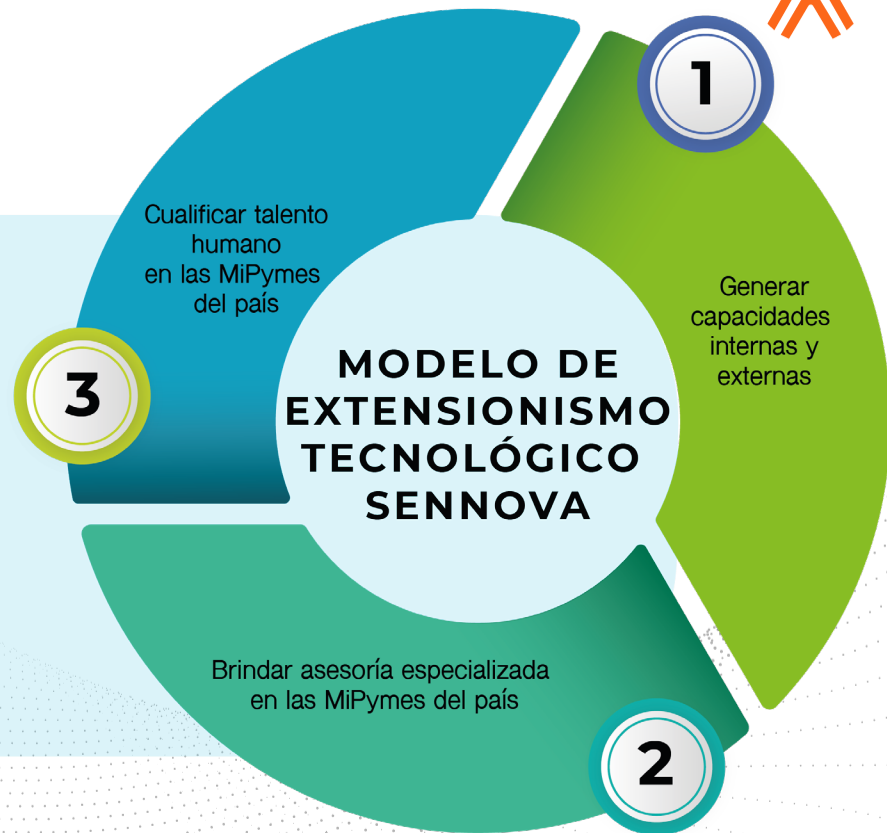 1
Generar
capacidades
internas y
externas
Cualificar talento
humano
en las MiPymes
del país
3
MODELO DE
EXTENSIONISMO
TECNOLÓGICO
SENNOVA
Brindar asesoría especializada
en las MiPymes del país
2